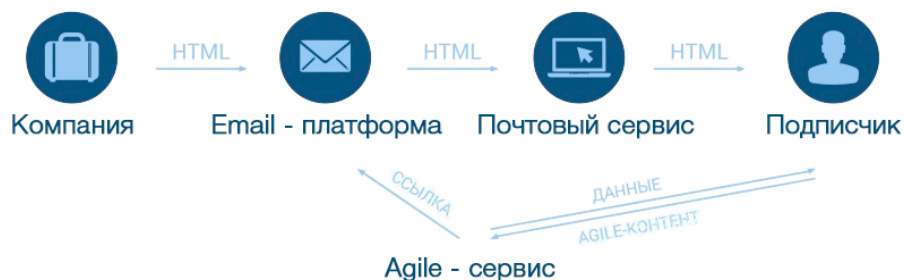 HTML HTML HTML
Компания Email - платформа Почтовый сервис Подписчик
ССЫЛКА ДАННЫЕ
AGILE-КОНТЕНТ
Agile - сервис